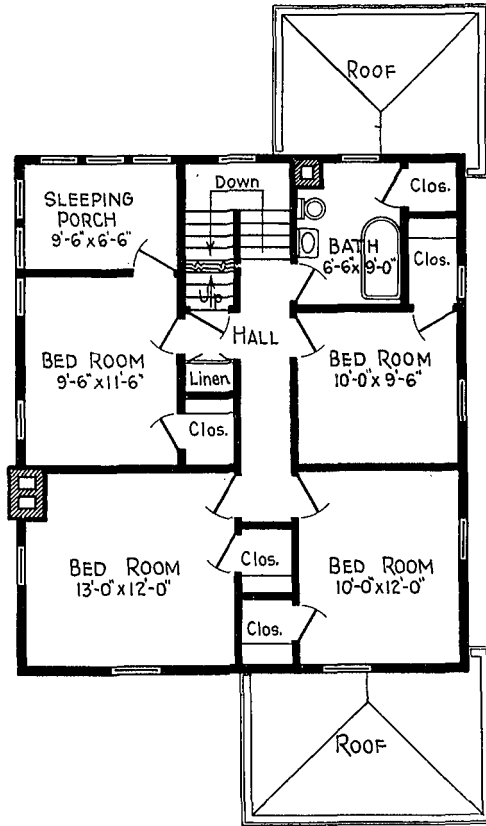 ROOF
Down
Clos.
SLEEPING
PORCH
9'-6"x6'-6"
BATH
6'-6"x9'-0"
Clos.
Up
HALL
BED ROOM
9'-6"x11'-6"
BED ROOM
10'-0"x9'-6"
Linen
Clos.
BED ROOM
13'-0"x12'-0"
Clos.
BED ROOM
10'-0"x12'-0"
Clos.
ROOF